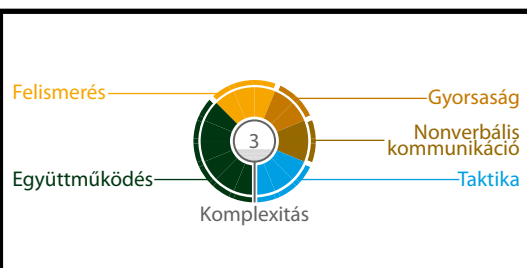 Felismerés
Gyorsaság
3
Nonverbális
kommunikáció
Együttműködés
Taktika
Komplexitás